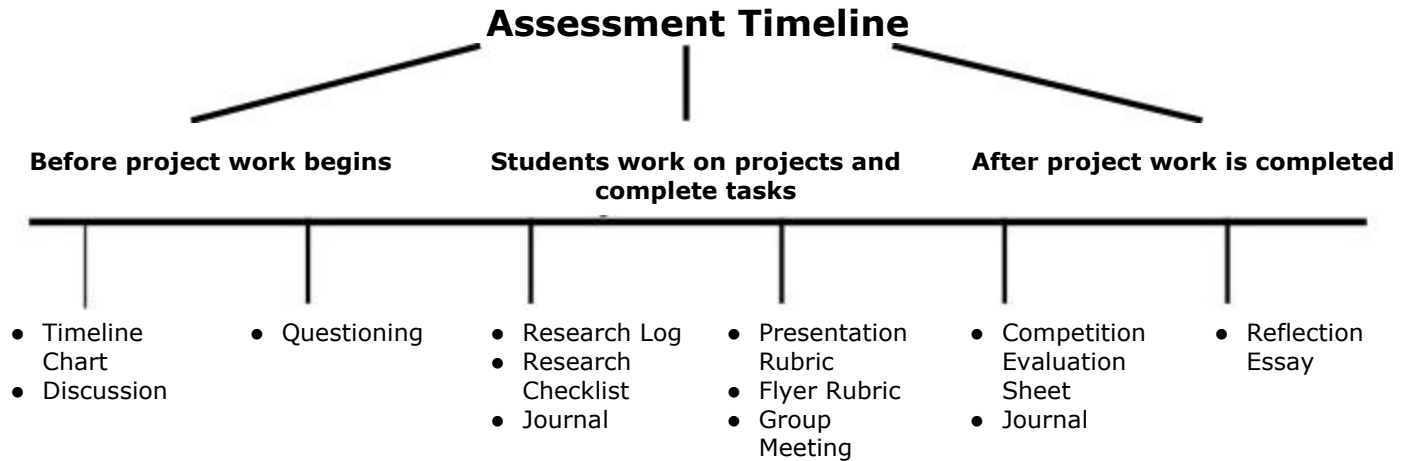 Assessment Timeline
Before project work begins
Students work on projects and
complete tasks
After project work is completed
● Timeline
Chart
● Discussion
● Questioning
● Research Log
● Research
Checklist
● Journal
● Presentation
Rubric
● Flyer Rubric
● Group
Meeting
● Competition
Evaluation
Sheet
● Journal
● Reflection
Essay